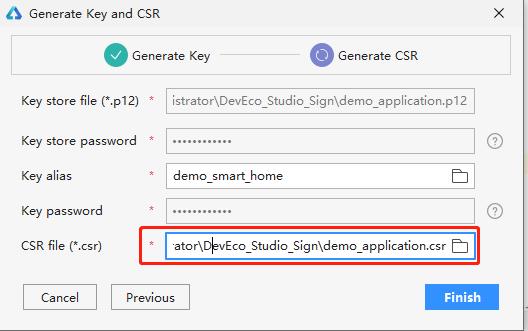 Generate Key and CSR
Generate Key
Generate CSR
Key store file (*.p12) * istrator\DevEco_Studio_Sign\demo_application.p12
Key store password * ••••••••••••
Key alias * demo_smart_home
Key password * ••••••••••••
CSR file (*.csr) * rator\DevEco_Studio_Sign\demo_application.csr
Cancel
Previous
Finish